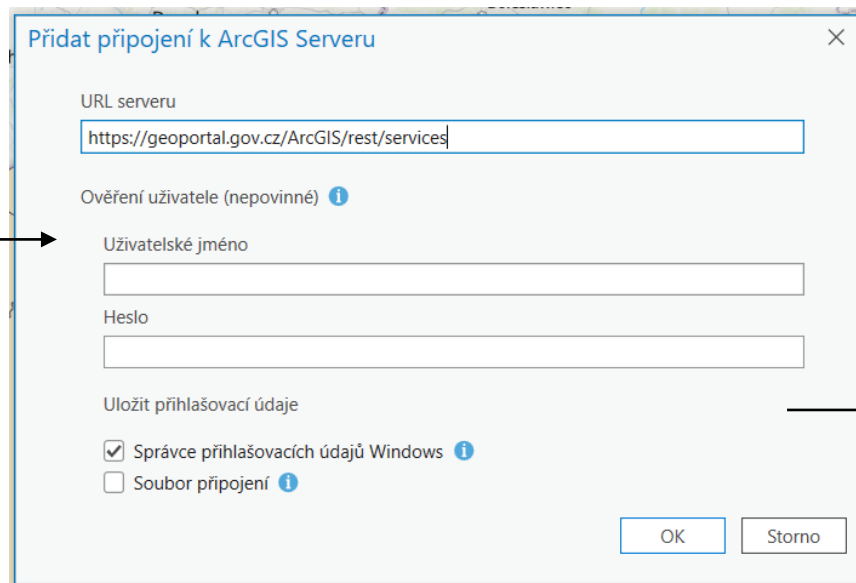 Přidat připojení k ArcGIS Serveru
URL serveru
https://geoportal.gov.cz/ArcGIS/rest/services
Ověření uživatele (nepovinné)
Uživatelské jméno
Heslo
Uložit přihlašovací údaje
Správce přihlašovacích údajů Windows
Soubor připojení
OK Storno